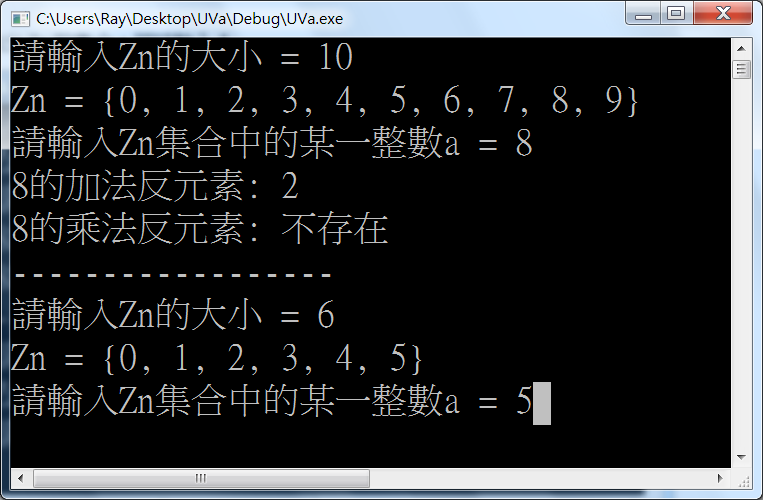 C:\Users\Ray\Desktop\UVa\Debug\UVa.exe
請輸入Zn的大小 = 10
Zn = {0, 1, 2, 3, 4, 5, 6, 7, 8, 9}
請輸入Zn集合中的某一整數a = 8
8的加法反元素: 2
8的乘法反元素: 不存在
------------------
請輸入Zn的大小 = 6
Zn = {0, 1, 2, 3, 4, 5}
請輸入Zn集合中的某一整數a = 5